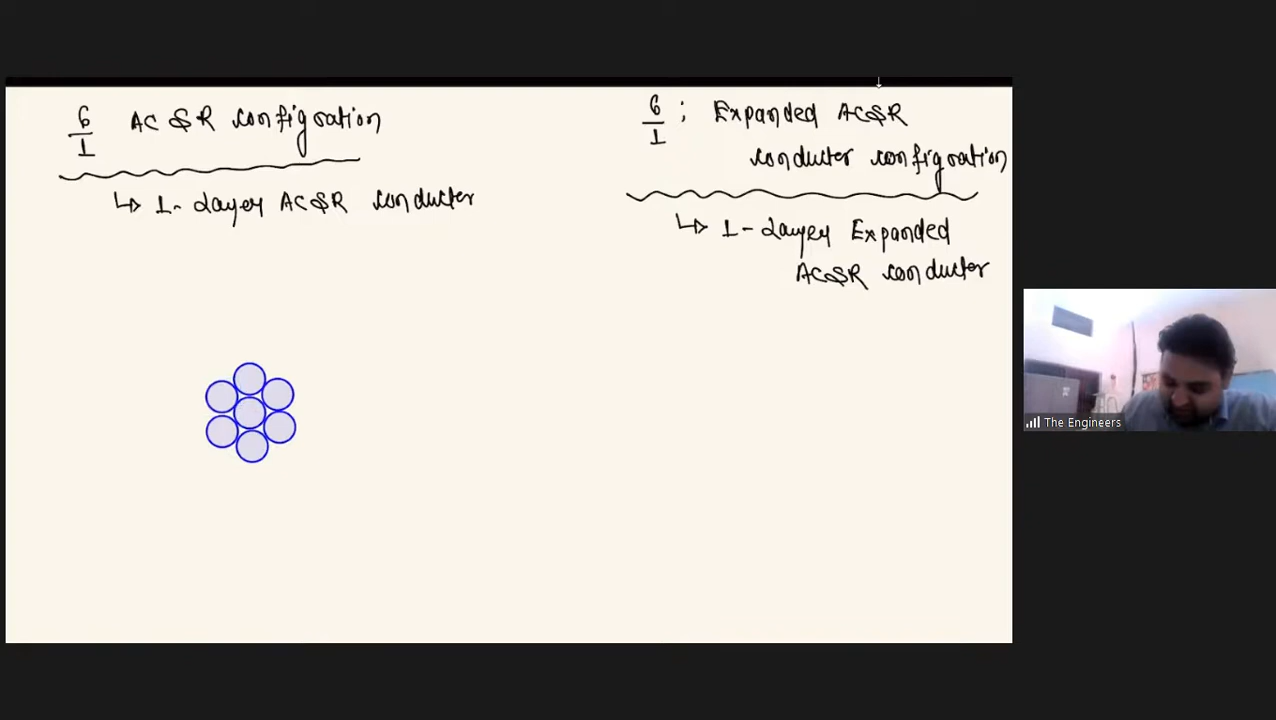 6/1 ACSR configration
↳ 1-Layer ACSR conductor
6/1 ; Expanded ACSR
conductor configration
↳ 1-Layer Expanded
ACSR conductor
The Engineers